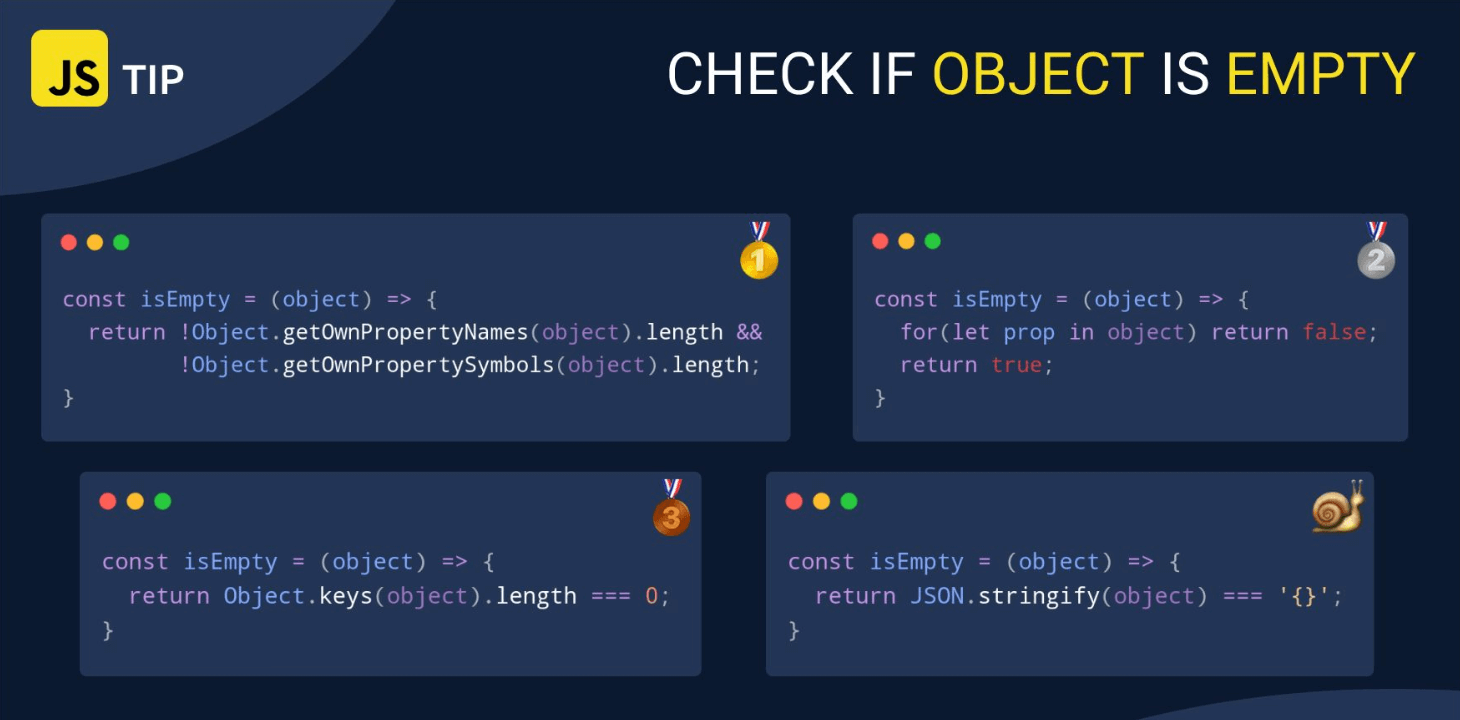 JS TIP
CHECK IF OBJECT IS EMPTY
1
const isEmpty = (object) => {
  return !Object.getOwnPropertyNames(object).length &&
         !Object.getOwnPropertySymbols(object).length;
}
2
const isEmpty = (object) => {
  for(let prop in object) return false;
  return true;
}
3
const isEmpty = (object) => {
  return Object.keys(object).length === 0;
}
const isEmpty = (object) => {
  return JSON.stringify(object) === '{}';
}